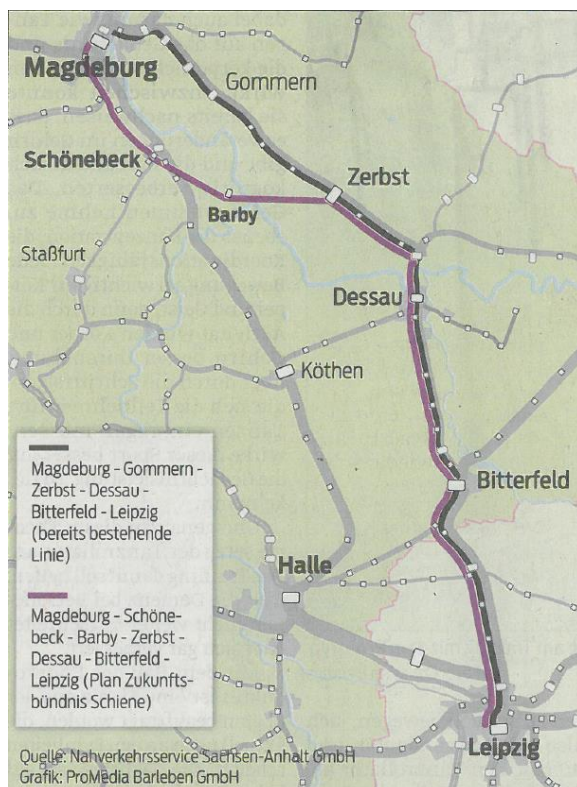 Magdeburg
Gommern
Schönebeck
Zerbst
Barby
Staßfurt
Dessau
Köthen
Bitterfeld
Magdeburg - Gommern -
Zerbst - Dessau -
Bitterfeld - Leipzig
(bereits bestehende
Linie)
Halle
Magdeburg - Schöne-
beck - Barby - Zerbst -
Dessau - Bitterfeld -
Leipzig (Plan Zukunfts-
bündnis Schiene)
Leipzig
Quelle: Nahverkehrsservice Sachsen-Anhalt GmbH
Grafik: ProMedia Barleben GmbH